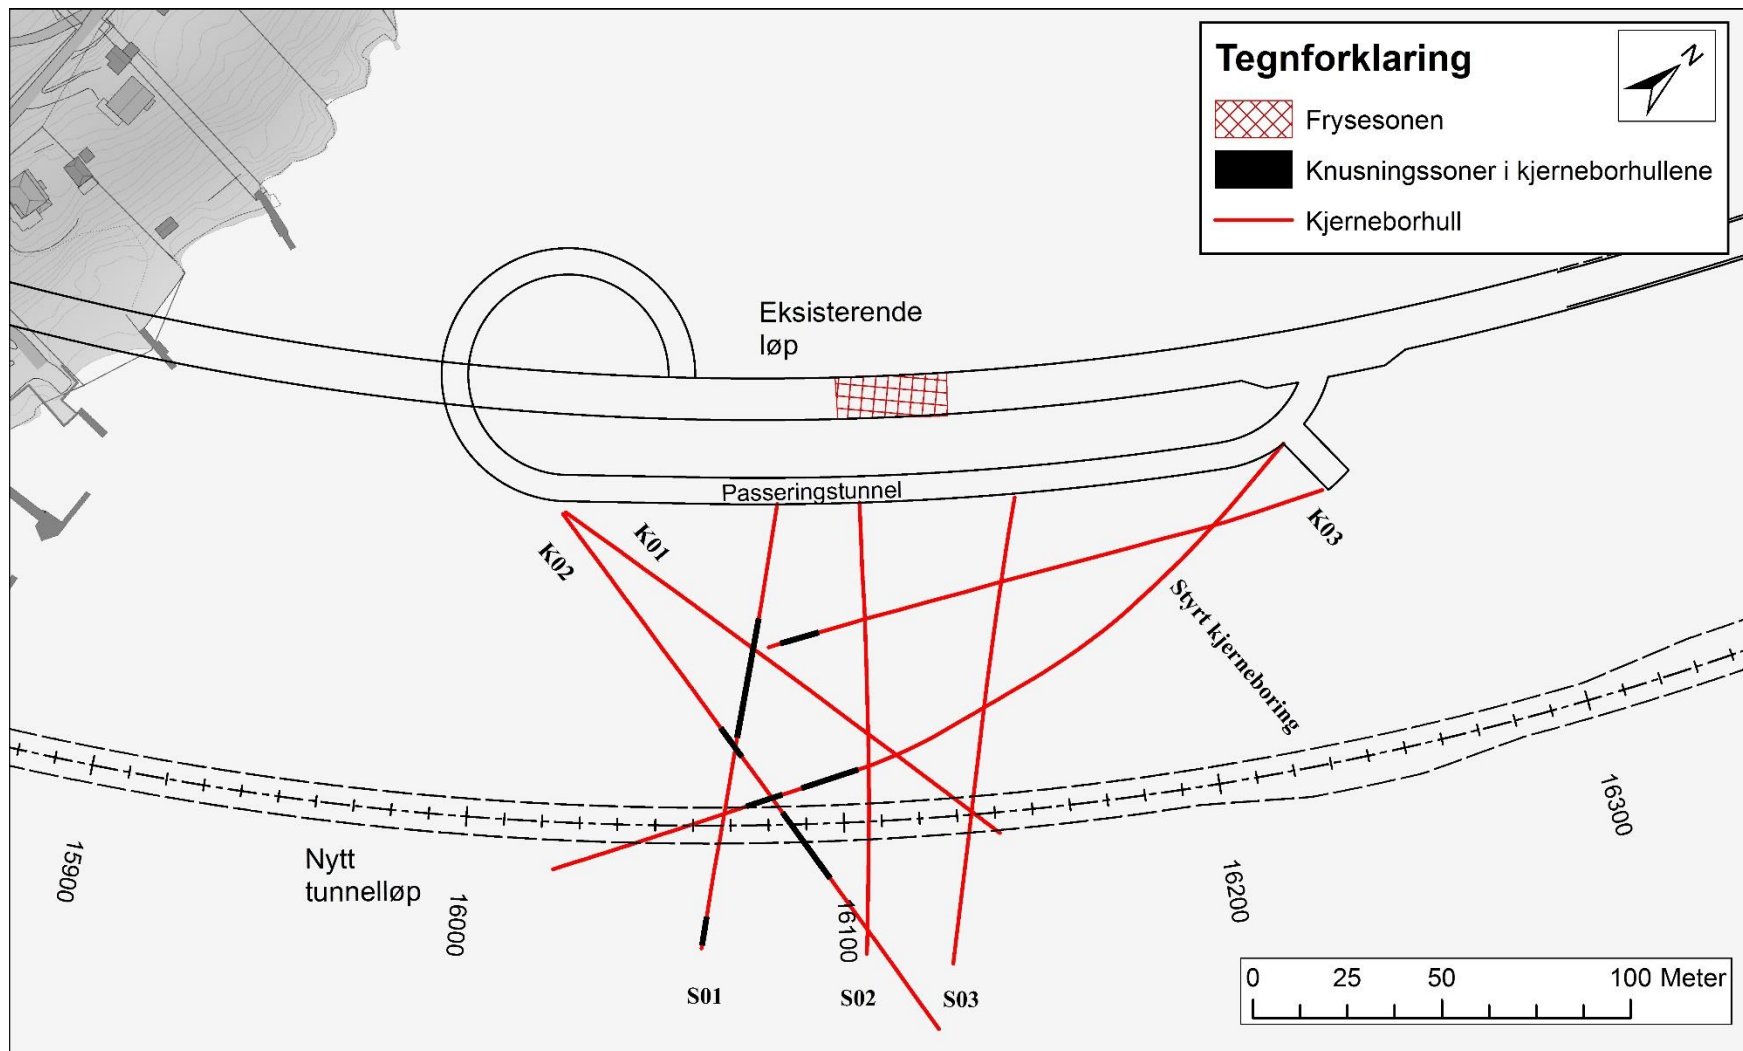 Tegnforklaring
N
Frysesonen
Knusningssoner i kjerneborhullene
Kjerneborhull
Eksisterende
løp
Passeringstunnel
K01
K02
K03
Styrt kjerneboring
Nytt
tunnelløp
15900
16000
16100
16200
16300
S01
S02
S03
0 25 50 100 Meter